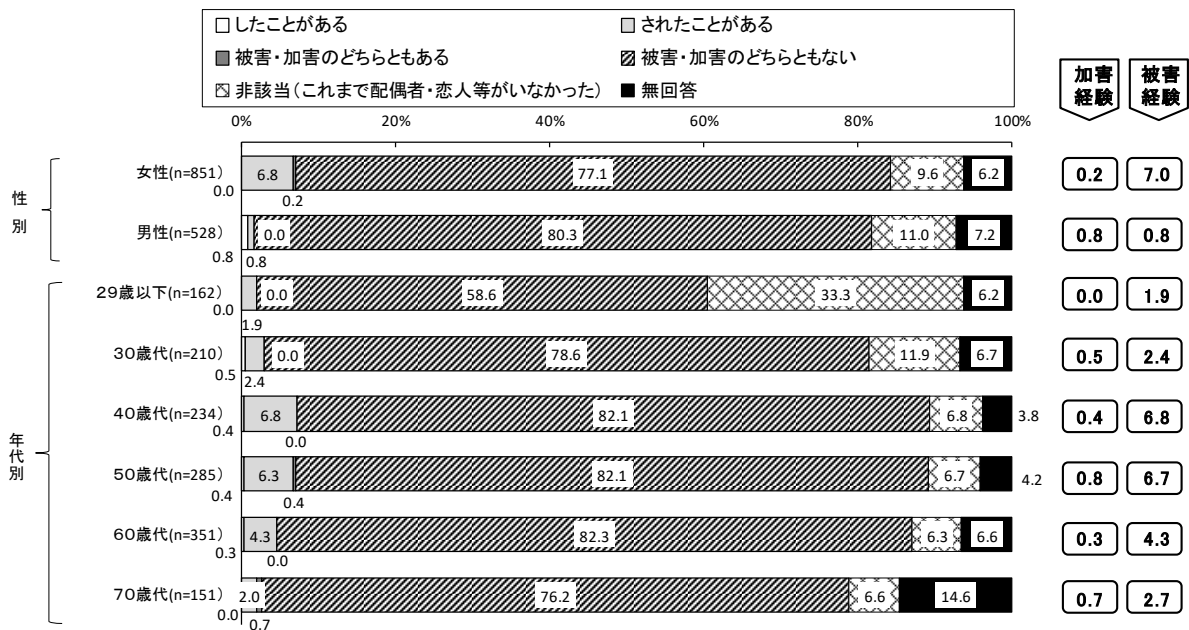 したことがある されたことがある
被害・加害のどちらともある 被害・加害のどちらともない
非該当(これまで配偶者・恋人等がいなかった) 無回答
加害経験 被害経験
0% 20% 40% 60% 80% 100%
性別
女性(n=851) 6.8 77.1 9.6 6.2 0.2 7.0
0.0 0.2
男性(n=528) 0.0 80.3 11.0 7.2 0.8 0.8
0.8 0.8
年代別
29歳以下(n=162) 0.0 58.6 33.3 6.2 0.0 1.9
0.0
1.9
30歳代(n=210) 0.0 78.6 11.9 6.7 0.5 2.4
0.5 2.4
40歳代(n=234) 6.8 82.1 6.8 3.8 0.4 6.8
0.4 0.0
50歳代(n=285) 6.3 82.1 6.7 4.2 0.8 6.7
0.4 0.4
60歳代(n=351) 4.3 82.3 6.3 6.6 0.3 4.3
0.3 0.0
70歳代(n=151) 2.0 76.2 6.6 14.6 0.7 2.7
0.0 0.7